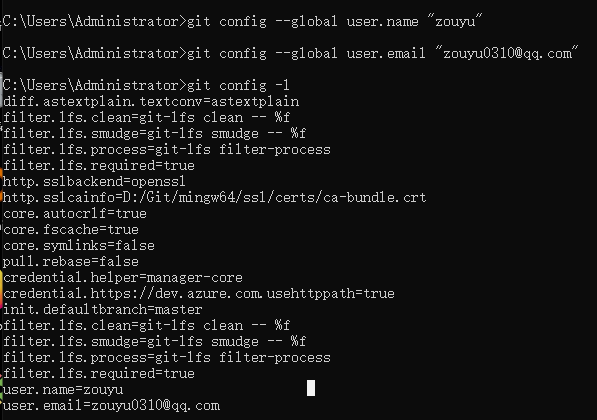 C:\Users\Administrator>git config --global user.name "zouyu"
C:\Users\Administrator>git config --global user.email "zouyu0310@qq.com"
C:\Users\Administrator>git config -l
diff.astextplain.textconv=astextplain
filter.lfs.clean=git-lfs clean -- %f
filter.lfs.smudge=git-lfs smudge -- %f
filter.lfs.process=git-lfs filter-process
filter.lfs.required=true
http.sslbackend=openssl
http.sslcainfo=D:/Git/mingw64/ssl/certs/ca-bundle.crt
core.autocrlf=true
core.fscache=true
core.symlinks=false
pull.rebase=false
credential.helper=manager-core
credential.https://dev.azure.com.usehttppath=true
init.defaultbranch=master
filter.lfs.clean=git-lfs clean -- %f
filter.lfs.smudge=git-lfs smudge -- %f
filter.lfs.process=git-lfs filter-process
filter.lfs.required=true
user.name=zouyu
user.email=zouyu0310@qq.com